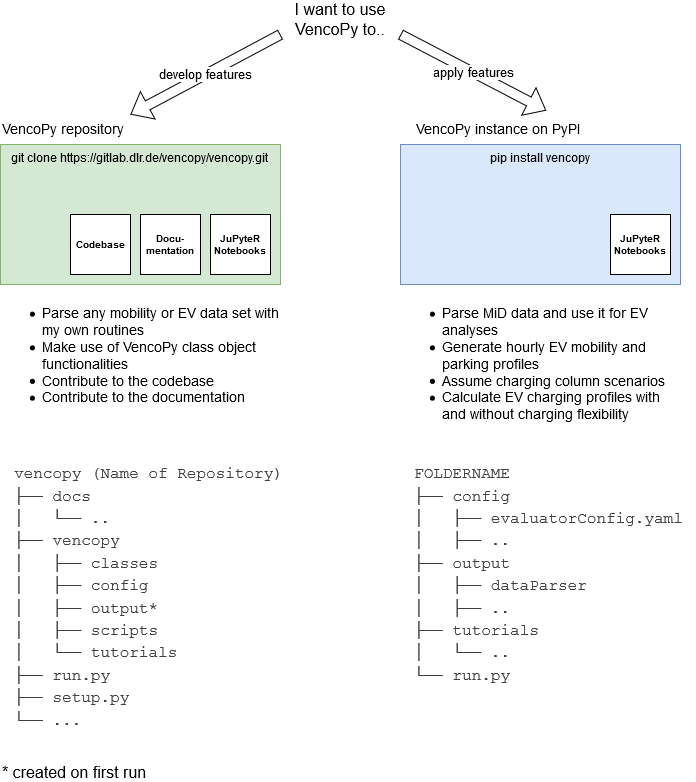 I want to use
VencoPy to..
develop features
apply features
VencoPy repository
git clone https://gitlab.dlr.de/vencopy/vencopy.git
Codebase
Docu-
mentation
JuPyteR
Notebooks
• Parse any mobility or EV data set with
my own routines
• Make use of VencoPy class object
functionalities
• Contribute to the codebase
• Contribute to the documentation
VencoPy instance on PyPI
pip install vencopy
JuPyteR
Notebooks
• Parse MiD data and use it for EV
analyses
• Generate hourly EV mobility and
parking profiles
• Assume charging column scenarios
• Calculate EV charging profiles with
and without charging flexibility
vencopy (Name of Repository)
├── docs
│   └── ..
├── vencopy
│   ├── classes
│   ├── config
│   ├── output*
│   ├── scripts
│   └── tutorials
├── run.py
├── setup.py
└── ...
FOLDERNAME
├── config
│   ├── evaluatorConfig.yaml
│   ├── ..
├── output
│   ├── dataParser
│   ├── ..
├── tutorials
│   └── ..
└── run.py
* created on first run